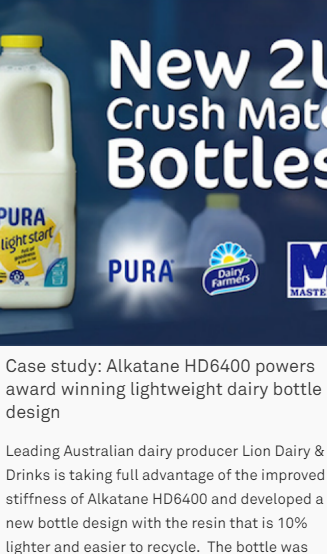 New 2L
Crush Mat
Bottles
PURA
light start
PURA
Dairy
Farmers
M
MASTE
Case study: Alkatane HD6400 powers
award winning lightweight dairy bottle
design
Leading Australian dairy producer Lion Dairy &
Drinks is taking full advantage of the improved
stiffness of Alkatane HD6400 and developed a
new bottle design with the resin that is 10%
lighter and easier to recycle. The bottle was